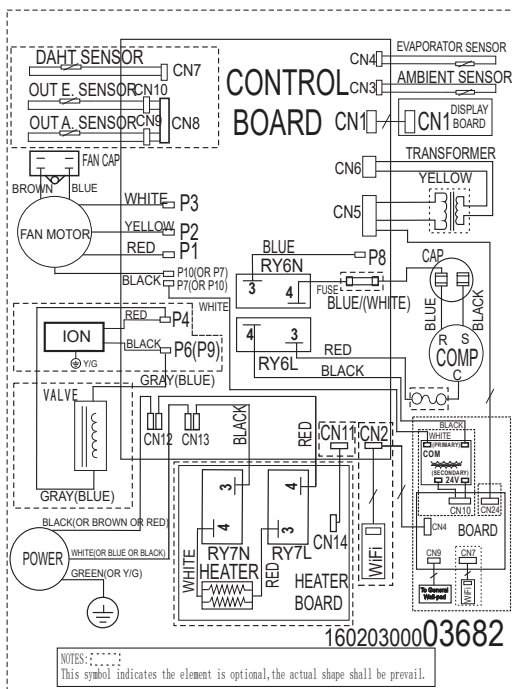 DAHT SENSOR
CN7
OUT E. SENSOR
CN10
OUT A. SENSOR
CN9
CN8
CONTROL
BOARD
CN4
EVAPORATOR SENSOR
CN3
AMBIENT SENSOR
CN1
CN1
DISPLAY
BOARD
FAN CAP
BROWN
BLUE
FAN MOTOR
WHITE
P3
YELLOW
P2
RED
P1
BLACK
P10(OR P7)
P7(OR P10)
WHITE
CN6
CN5
TRANSFORMER
YELLOW
BLUE
P8
RY6N
3
4
FUSE
BLUE/(WHITE)
CAP
BLUE
BLACK
R
S
COMP
C
4
3
RY6L
RED
BLACK
ION
RED
P4
BLACK
P6(P9)
Y/G
GRAY(BLUE)
VALVE
GRAY(BLUE)
CN12
CN13
BLACK
RED
CN11
CN2
BLACK
WHITE
(PRIMARY)
COM
(SECONDARY)
24V
CN10
CN24
CN4
BOARD
CN9
CN7
To General
Wall-pad
WiFi
BLACK(OR BROWN OR RED)
POWER
WHITE(OR BLUE OR BLACK)
GREEN(OR Y/G)
3
4
RY7N
4
3
RY7L
WHITE
HEATER
RED
CN14
HEATER
BOARD
WiFi
16020300003682
NOTES:
This symbol indicates the element is optional,the actual shape shall be prevail.